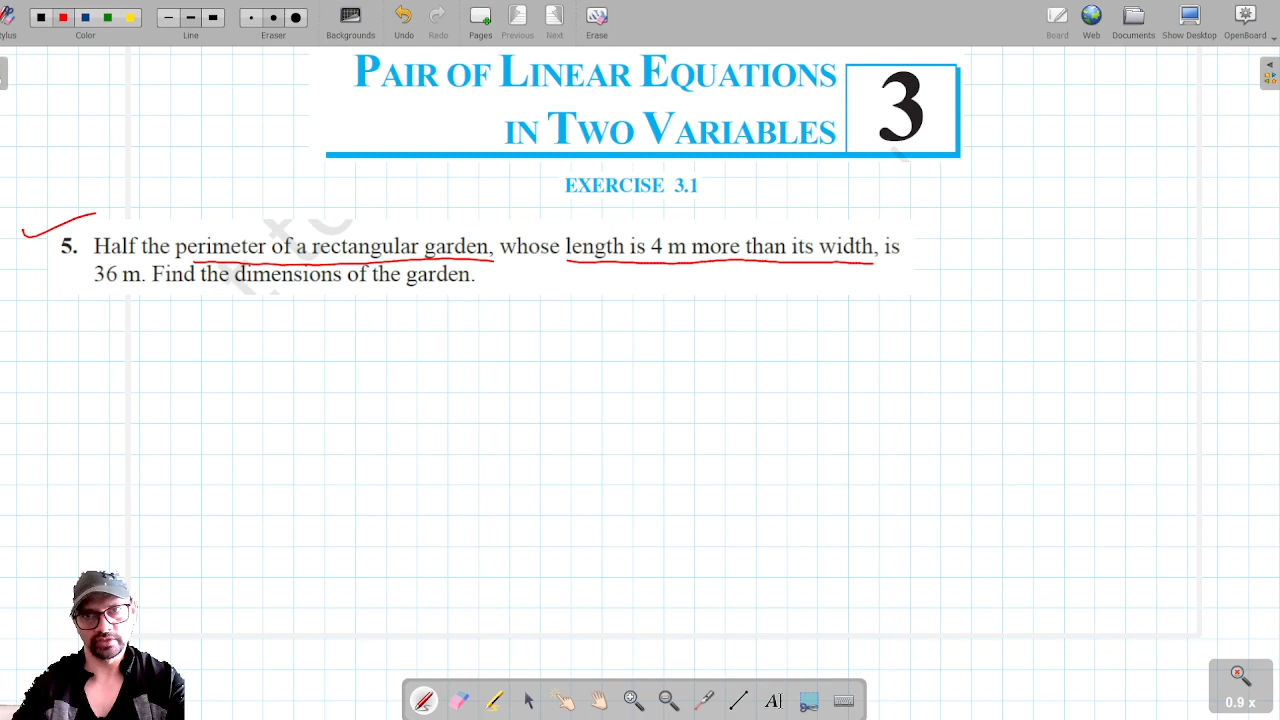 tylus
Color
Line
Eraser
Backgrounds
Undo
Redo
Pages
Previous
Next
Erase
Board
Web
Documents
Show Desktop
OpenBoard
PAIR OF LINEAR EQUATIONS
IN TWO VARIABLES
3
EXERCISE 3.1
5. Half the perimeter of a rectangular garden, whose length is 4 m more than its width, is
36 m. Find the dimensions of the garden.
0.9 x